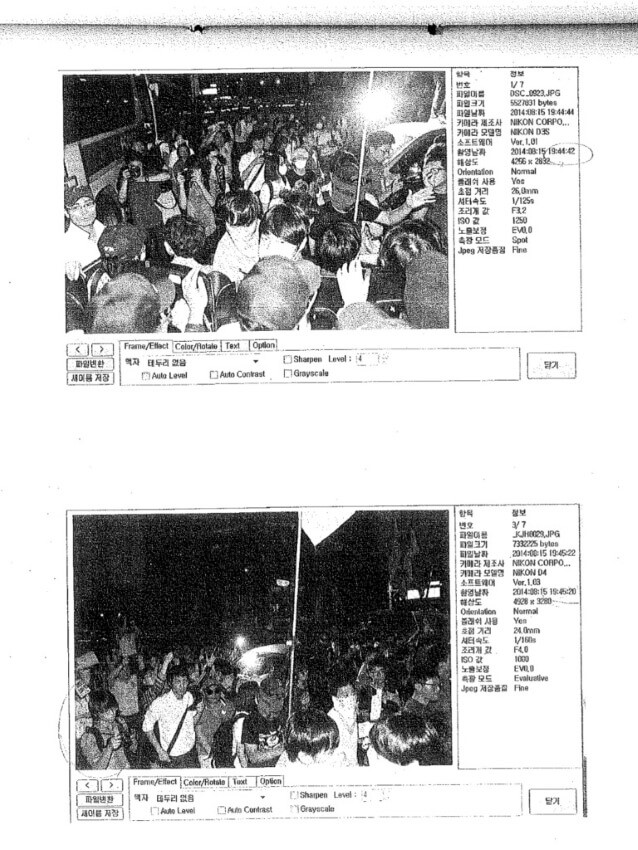 항목 정보
번호 1/ 7
파일이름 DSC_0923.JPG
파일크기 5527831 bytes
파일날짜 2014:08:15 19:44:44
카메라 제조사 NIKON CORPO...
카메라 모델명 NIKON D3S
소프트웨어 Ver.1.01
촬영날짜 2014:08:15 19:44:42
해상도 4256 x 2832
Orientation Normal
플래쉬 사용 Yes
초점 거리 26.0mm
셔터속도 1/125s
조리개 값 F3.2
ISO 값 1250
노출보정 EV0.0
측광 모드 Spot
Jpeg 저장품질 Fine
< >
파일변환
새이름 저장
Frame/Effect Color/Rotate Text Option
액자 테두리 없음
Sharpen Level : 4
Auto Level Auto Contrast Grayscale
닫기
항목 정보
번호 3/ 7
파일이름 _KJH0029.JPG
파일크기 7332225 bytes
파일날짜 2014:08:15 19:45:22
카메라 제조사 NIKON CORPO...
카메라 모델명 NIKON D4
소프트웨어 Ver.1.03
촬영날짜 2014:08:15 19:45:20
해상도 4928 x 3280
Orientation Normal
플래쉬 사용 Yes
초점 거리 24.0mm
셔터속도 1/160s
조리개 값 F4.0
ISO 값 1000
노출보정 EV0.0
측광 모드 Evaluative
Jpeg 저장품질 Fine
< >
파일변환
새이름 저장
Frame/Effect Color/Rotate Text Option
액자 테두리 없음
Sharpen Level : 4
Auto Level Auto Contrast Grayscale
닫기